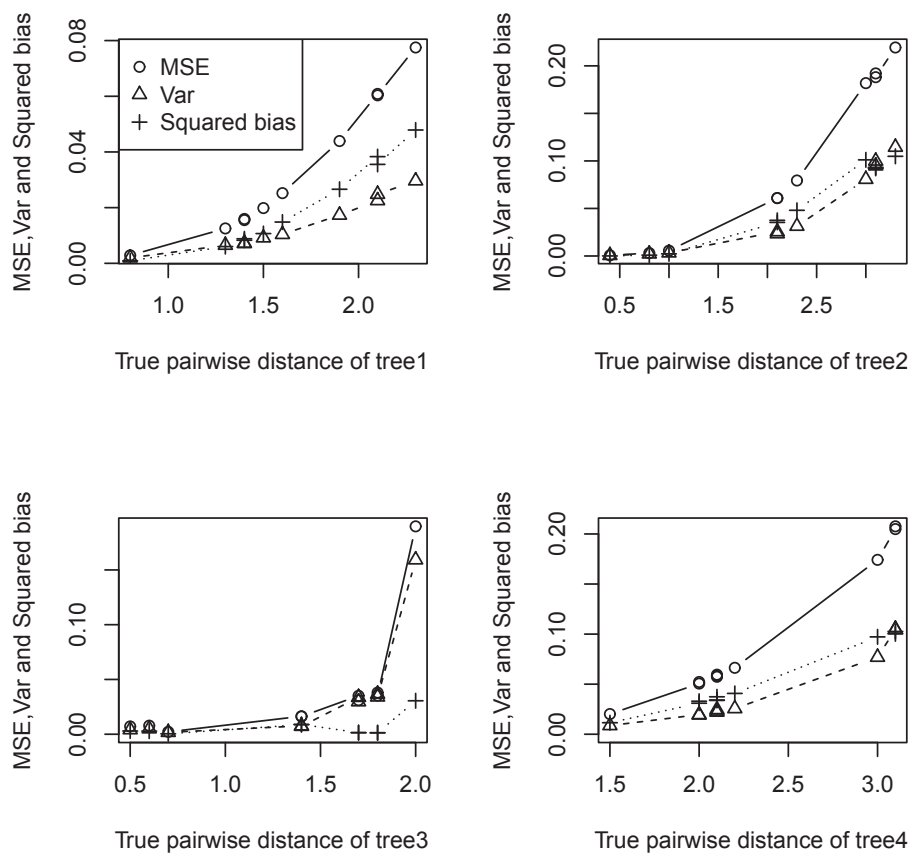 MSE,Var and Squared bias
0.00
0.04
0.08
MSE
Var
Squared bias
1.0
1.5
2.0
True pairwise distance of tree1
MSE,Var and Squared bias
0.00
0.10
0.20
0.5
1.5
2.5
True pairwise distance of tree2
MSE,Var and Squared bias
0.00
0.10
0.5
1.0
1.5
2.0
True pairwise distance of tree3
MSE,Var and Squared bias
0.00
0.10
0.20
1.5
2.0
2.5
3.0
True pairwise distance of tree4